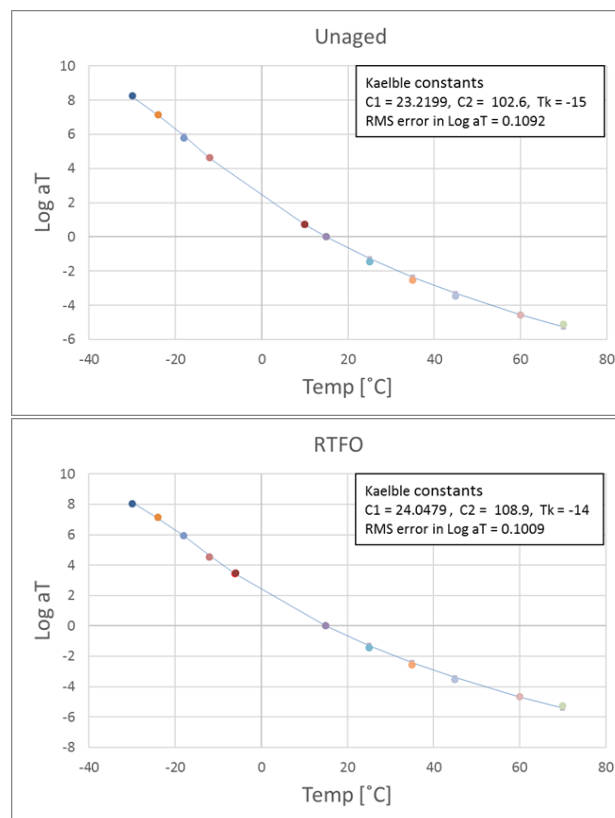 Unaged
Kaelble constants
C1 = 23.2199, C2 = 102.6, Tk = -15
RMS error in Log aT = 0.1092
10
8
6
4
2
0
-2
-4
-6
Log aT
-40 -20 0 20 40 60 80
Temp [˚C]
RTFO
Kaelble constants
C1 = 24.0479 , C2 = 108.9, Tk = -14
RMS error in Log aT = 0.1009
10
8
6
4
2
0
-2
-4
-6
-8
Log aT
-40 -20 0 20 40 60 80
Temp [˚C]